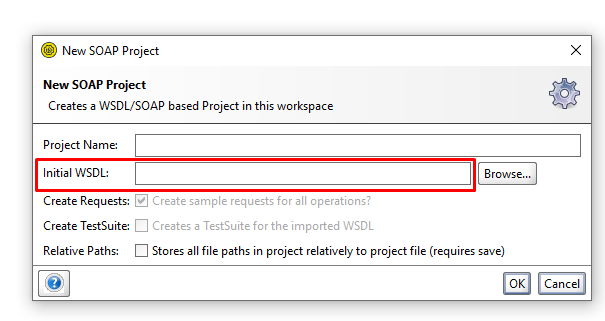 New SOAP Project
New SOAP Project
Creates a WSDL/SOAP based Project in this workspace
Project Name:
Initial WSDL: Browse...
Create Requests: Create sample requests for all operations?
Create TestSuite: Creates a TestSuite for the imported WSDL
Relative Paths: Stores all file paths in project relatively to project file (requires save)
? OK Cancel